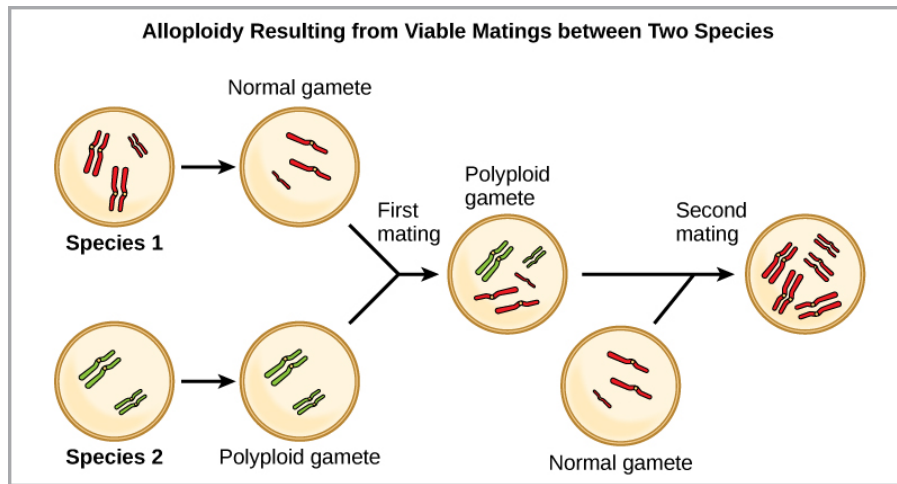 Alloploidy Resulting from Viable Matings between Two Species
Normal gamete
Species 1
First
mating
Polyploid
gamete
Second
mating
Species 2
Polyploid gamete
Normal gamete